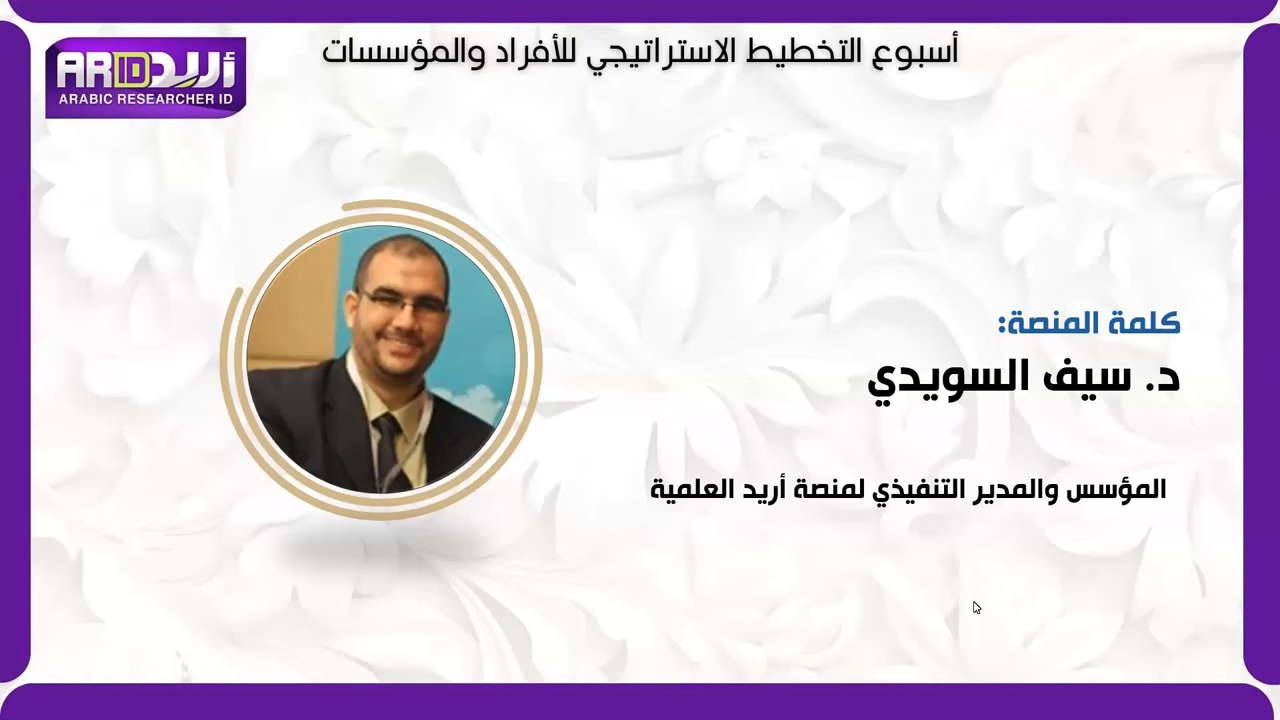 أسبوع التخطيط الاستراتيجي للأفراد والمؤسسات
ARID أريد
ARABIC RESEARCHER ID
كلمة المنصة:
د. سيف السويدي
المؤسس والمدير التنفيذي لمنصة أريد العلمية